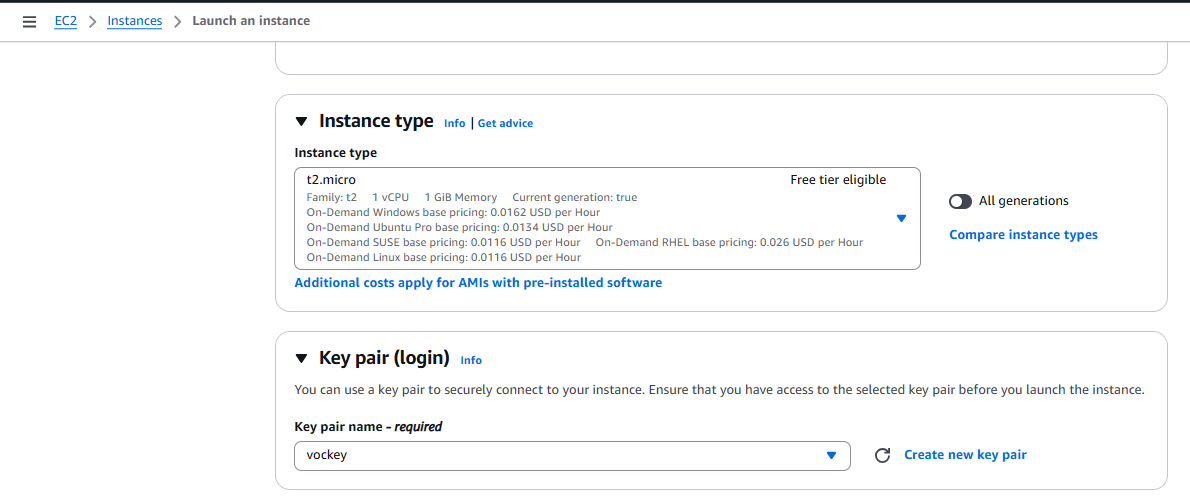 EC2 > Instances > Launch an instance
Instance type Info | Get advice
Instance type
t2.micro Free tier eligible
Family: t2 1 vCPU 1 GiB Memory Current generation: true
On-Demand Windows base pricing: 0.0162 USD per Hour
On-Demand Ubuntu Pro base pricing: 0.0134 USD per Hour
On-Demand SUSE base pricing: 0.0116 USD per Hour On-Demand RHEL base pricing: 0.026 USD per Hour
On-Demand Linux base pricing: 0.0116 USD per Hour
All generations
Compare instance types
Additional costs apply for AMIs with pre-installed software
Key pair (login) Info
You can use a key pair to securely connect to your instance. Ensure that you have access to the selected key pair before you launch the instance.
Key pair name - required
vockey
Create new key pair